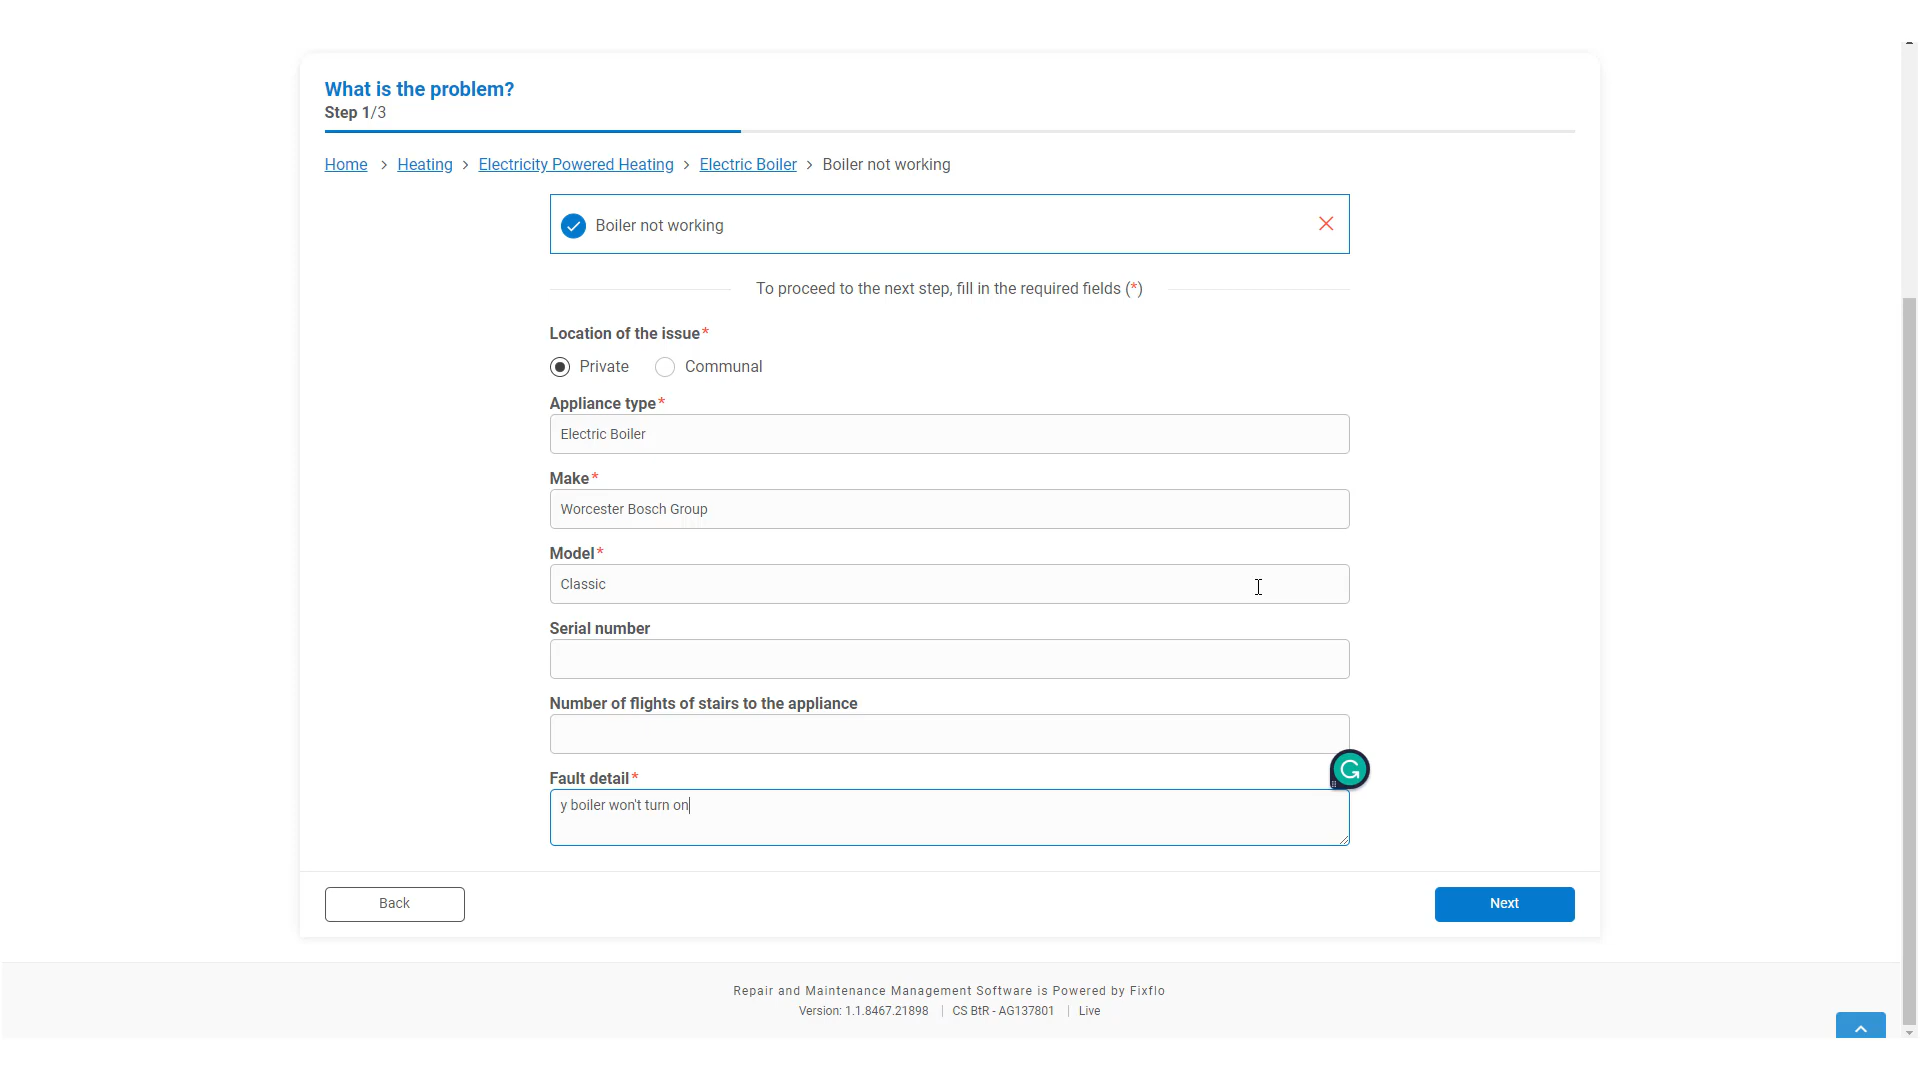 What is the problem?
Step 1/3
Home > Heating > Electricity Powered Heating > Electric Boiler > Boiler not working
Boiler not working
To proceed to the next step, fill in the required fields (*)
Location of the issue*
Private Communal
Appliance type*
Electric Boiler
Make*
Worcester Bosch Group
Model*
Classic
Serial number
Number of flights of stairs to the appliance
Fault detail*
y boiler won't turn on
Back Next
Repair and Maintenance Management Software is Powered by Fixflo
Version: 1.1.8467.21898 | CS BtR - AG137801 | Live